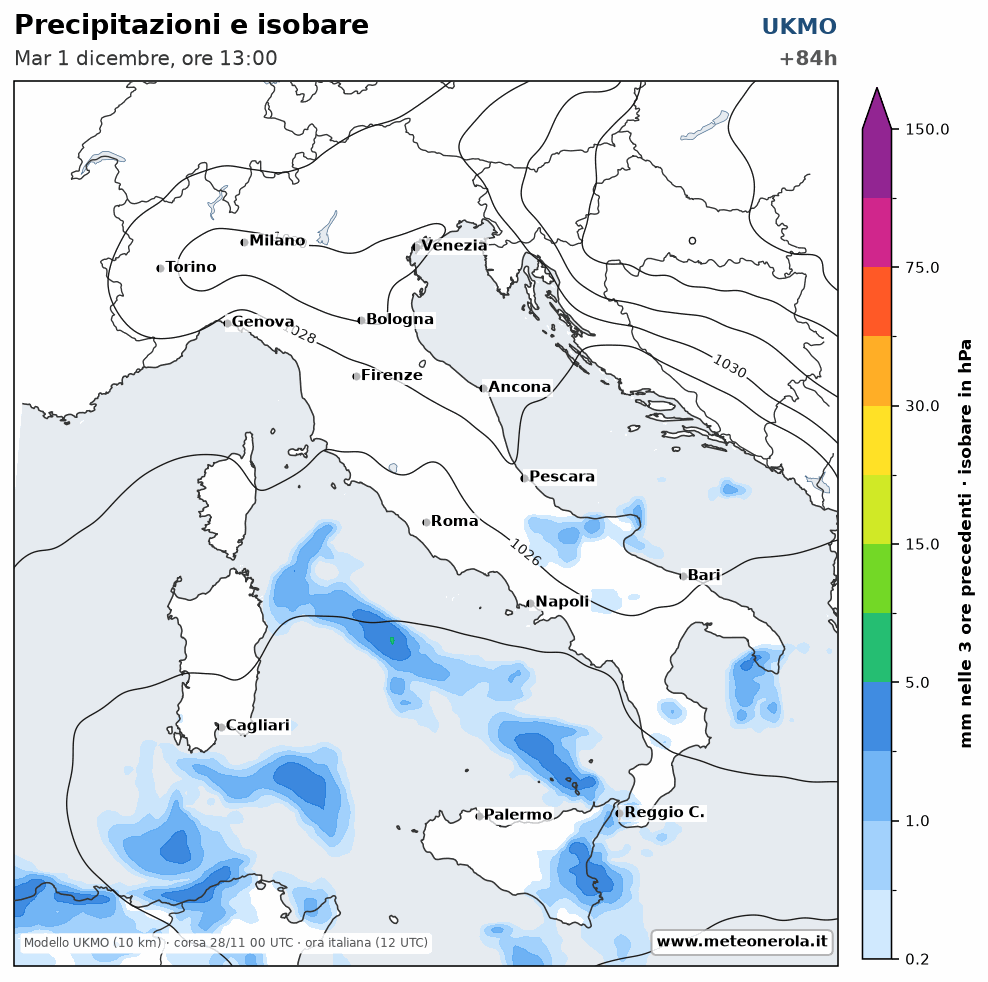 Precipitazioni e isobare
UKMO
Mar 1 dicembre, ore 13:00
+84h
150.0
75.0
30.0
15.0
5.0
1.0
0.2
mm nelle 3 ore precedenti · isobare in hPa
Milano
Venezia
Torino
Genova
1028
Bologna
1030
Firenze
Ancona
Pescara
Roma
1026
Bari
Napoli
Cagliari
Palermo
Reggio C.
Modello UKMO (10 km) · corsa 28/11 00 UTC · ora italiana (12 UTC)
www.meteonerola.it